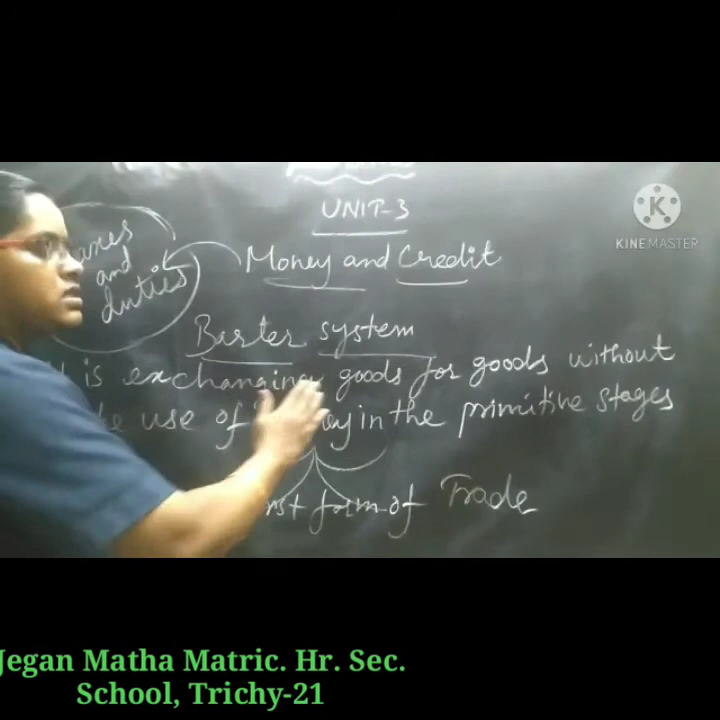 UNIT-3
Money and Credit
and
duties
Barter system
is exchanging goods for goods without
use of in the primitive stages
form of Trade
KINEMASTER
Jegan Matha Matric. Hr. Sec.
School, Trichy-21